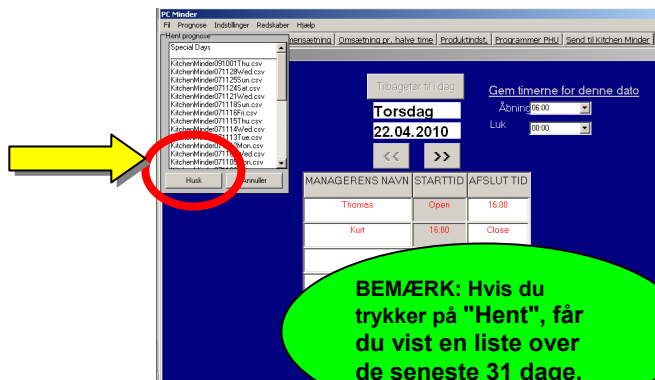 PC Minder
Fil Prognose Indstillinger Redskaber Hjælp
Hent prognose
Special Days
KitchenMinder091001Thu.csv
KitchenMinder071128Wed.csv
KitchenMinder071125Sun.csv
KitchenMinder071124Sat.csv
KitchenMinder071121Wed.csv
KitchenMinder071118Sun.csv
KitchenMinder071116Fri.csv
KitchenMinder071115Thu.csv
KitchenMinder071114Wed.csv
KitchenMinder071113Tue.csv
Husk
Annuller
Omsætning pr. halve time Produktindst. Programmer PHU Send til Kitchen Minder
Tilbagefør til i dag
Torsdag
22.04.2010
<< >>
Gem timerne for denne dato
Åbning 06:00
Luk 00:00
MANAGERENS NAVN STARTTID AFSLUT TID
Thomas Open 16:00
Kurt 16:00 Close
BEMÆRK: Hvis du
trykker på "Hent", får
du vist en liste over
de seneste 31 dage.